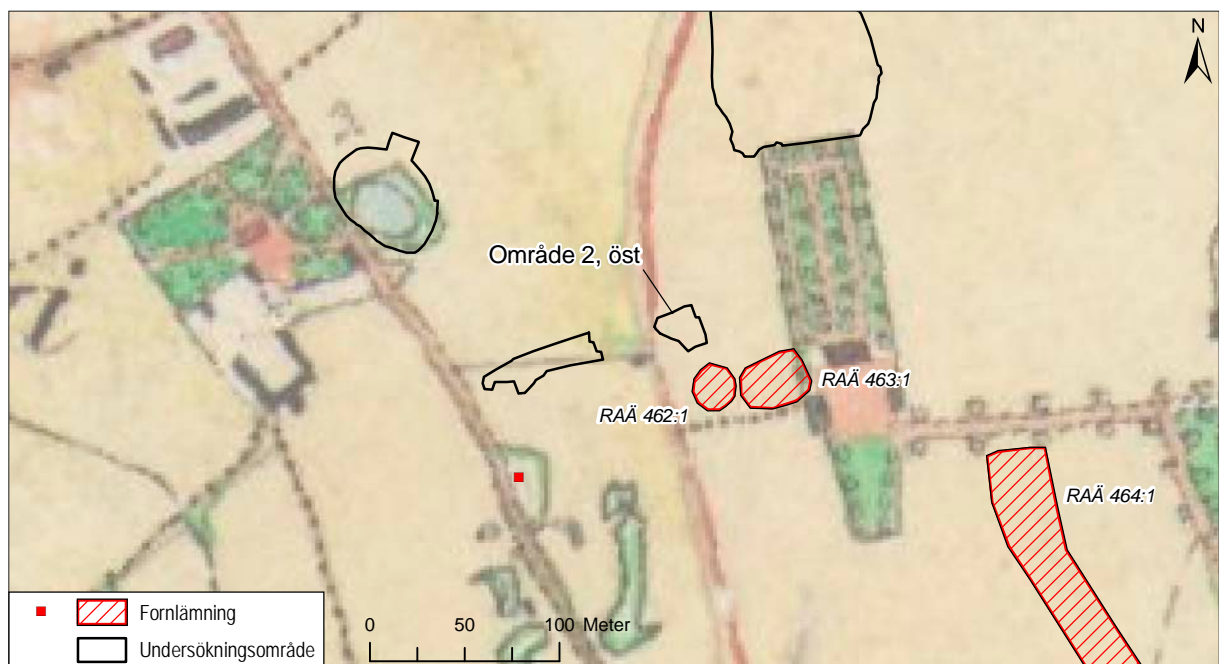 N
Område 2, öst
RAÄ 463:1
RAÄ 462:1
RAÄ 464:1
Fornlämning
Undersökningsområde
0 50 100 Meter